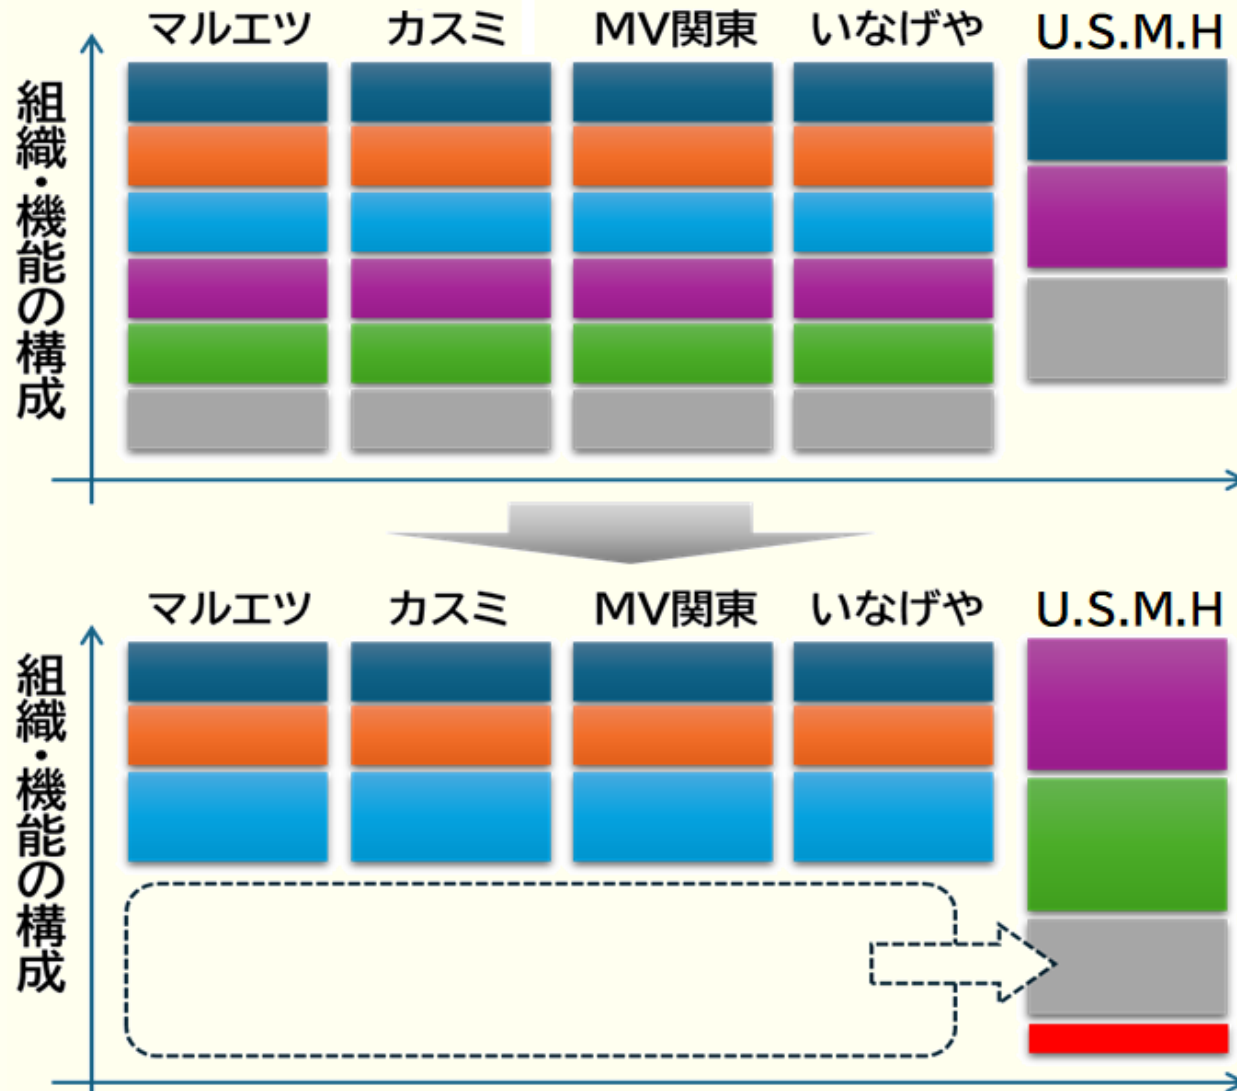 マルエツ
カスミ
MV関東
いなげや
U.S.M.H
組織・機能の構成
マルエツ
カスミ
MV関東
いなげや
U.S.M.H
組織・機能の構成